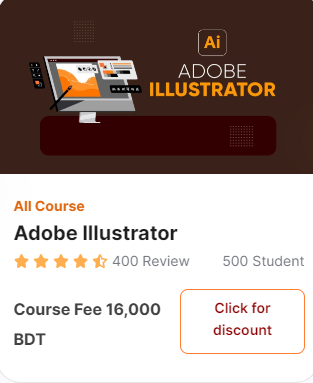 Ai
ADOBE
ILLUSTRATOR
All Course
Adobe Illustrator
400 Review 500 Student
Course Fee 16,000
BDT
Click for
discount